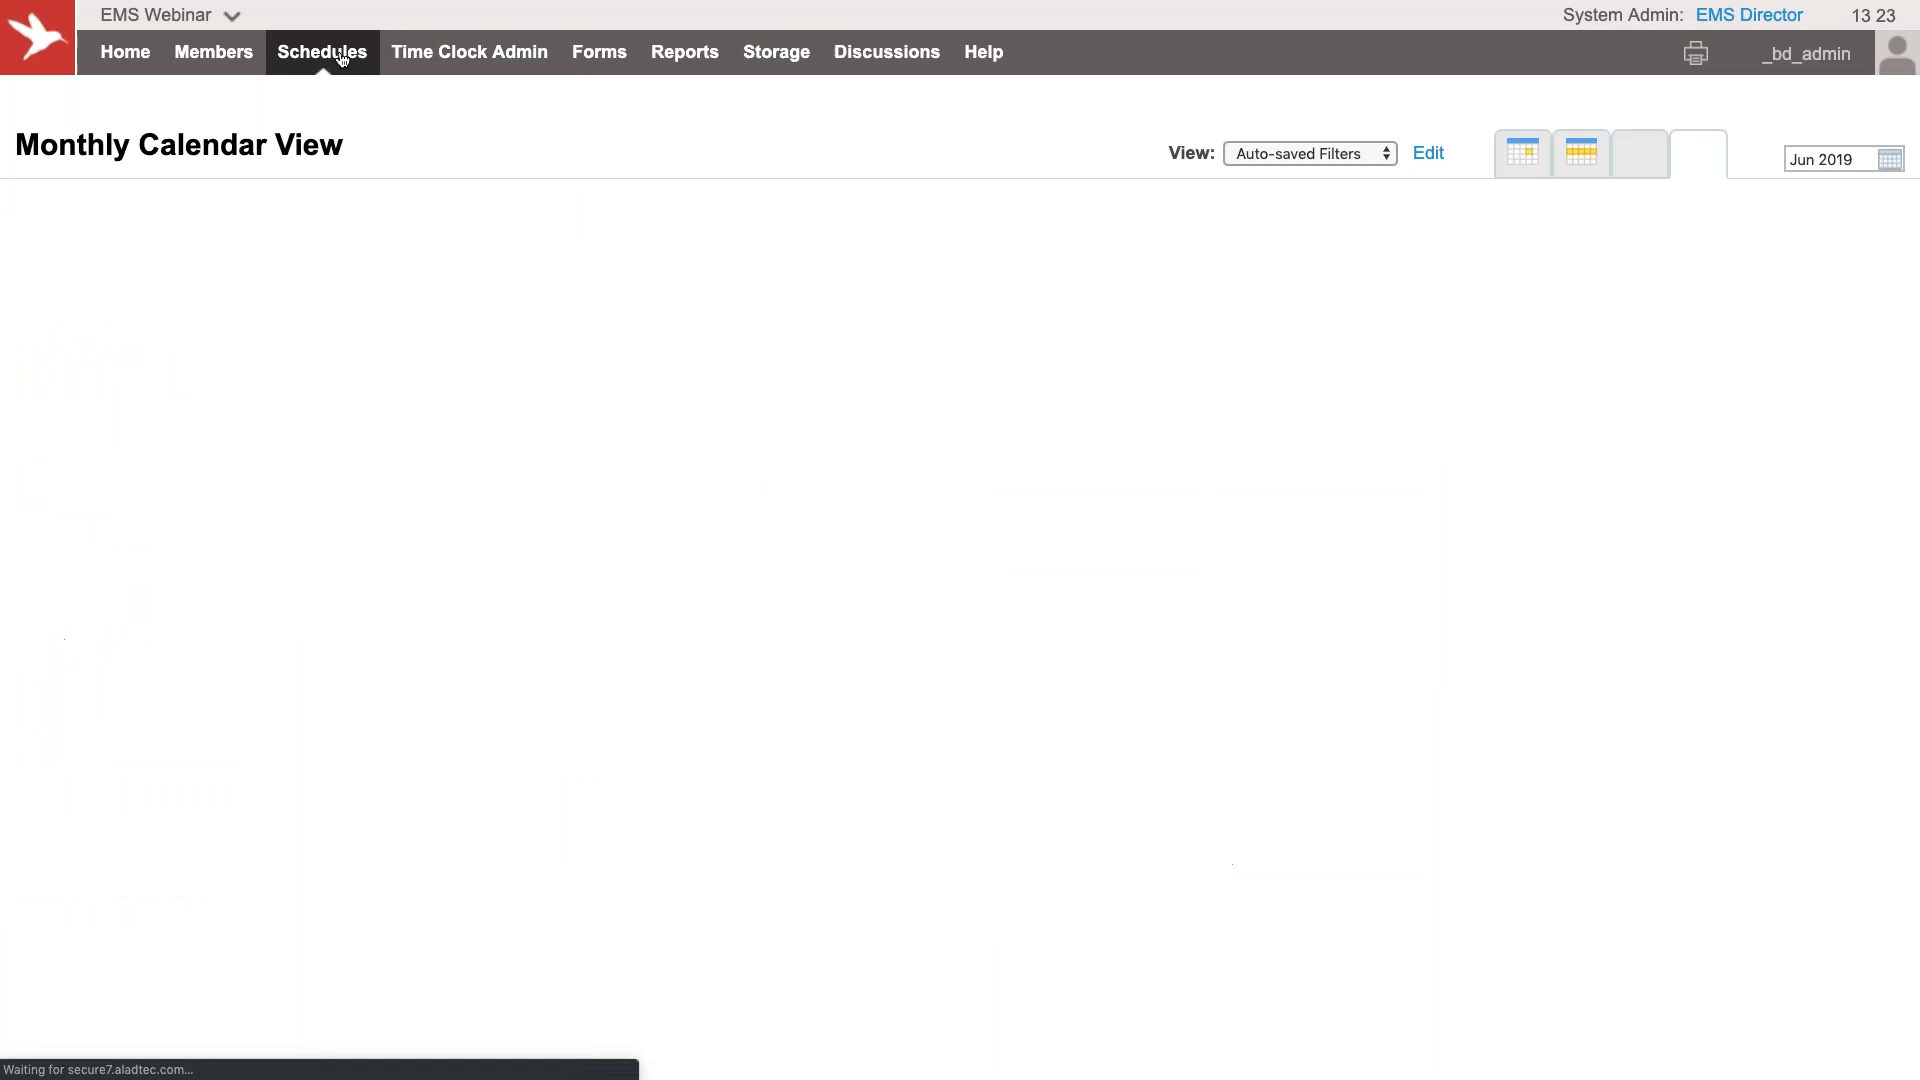 EMS Webinar
System Admin: EMS Director 13 23
Home Members Schedules Time Clock Admin Forms Reports Storage Discussions Help
_bd_admin
Monthly Calendar View
View: Auto-saved Filters Edit
Jun 2019
Waiting for secure7.aladtec.com...